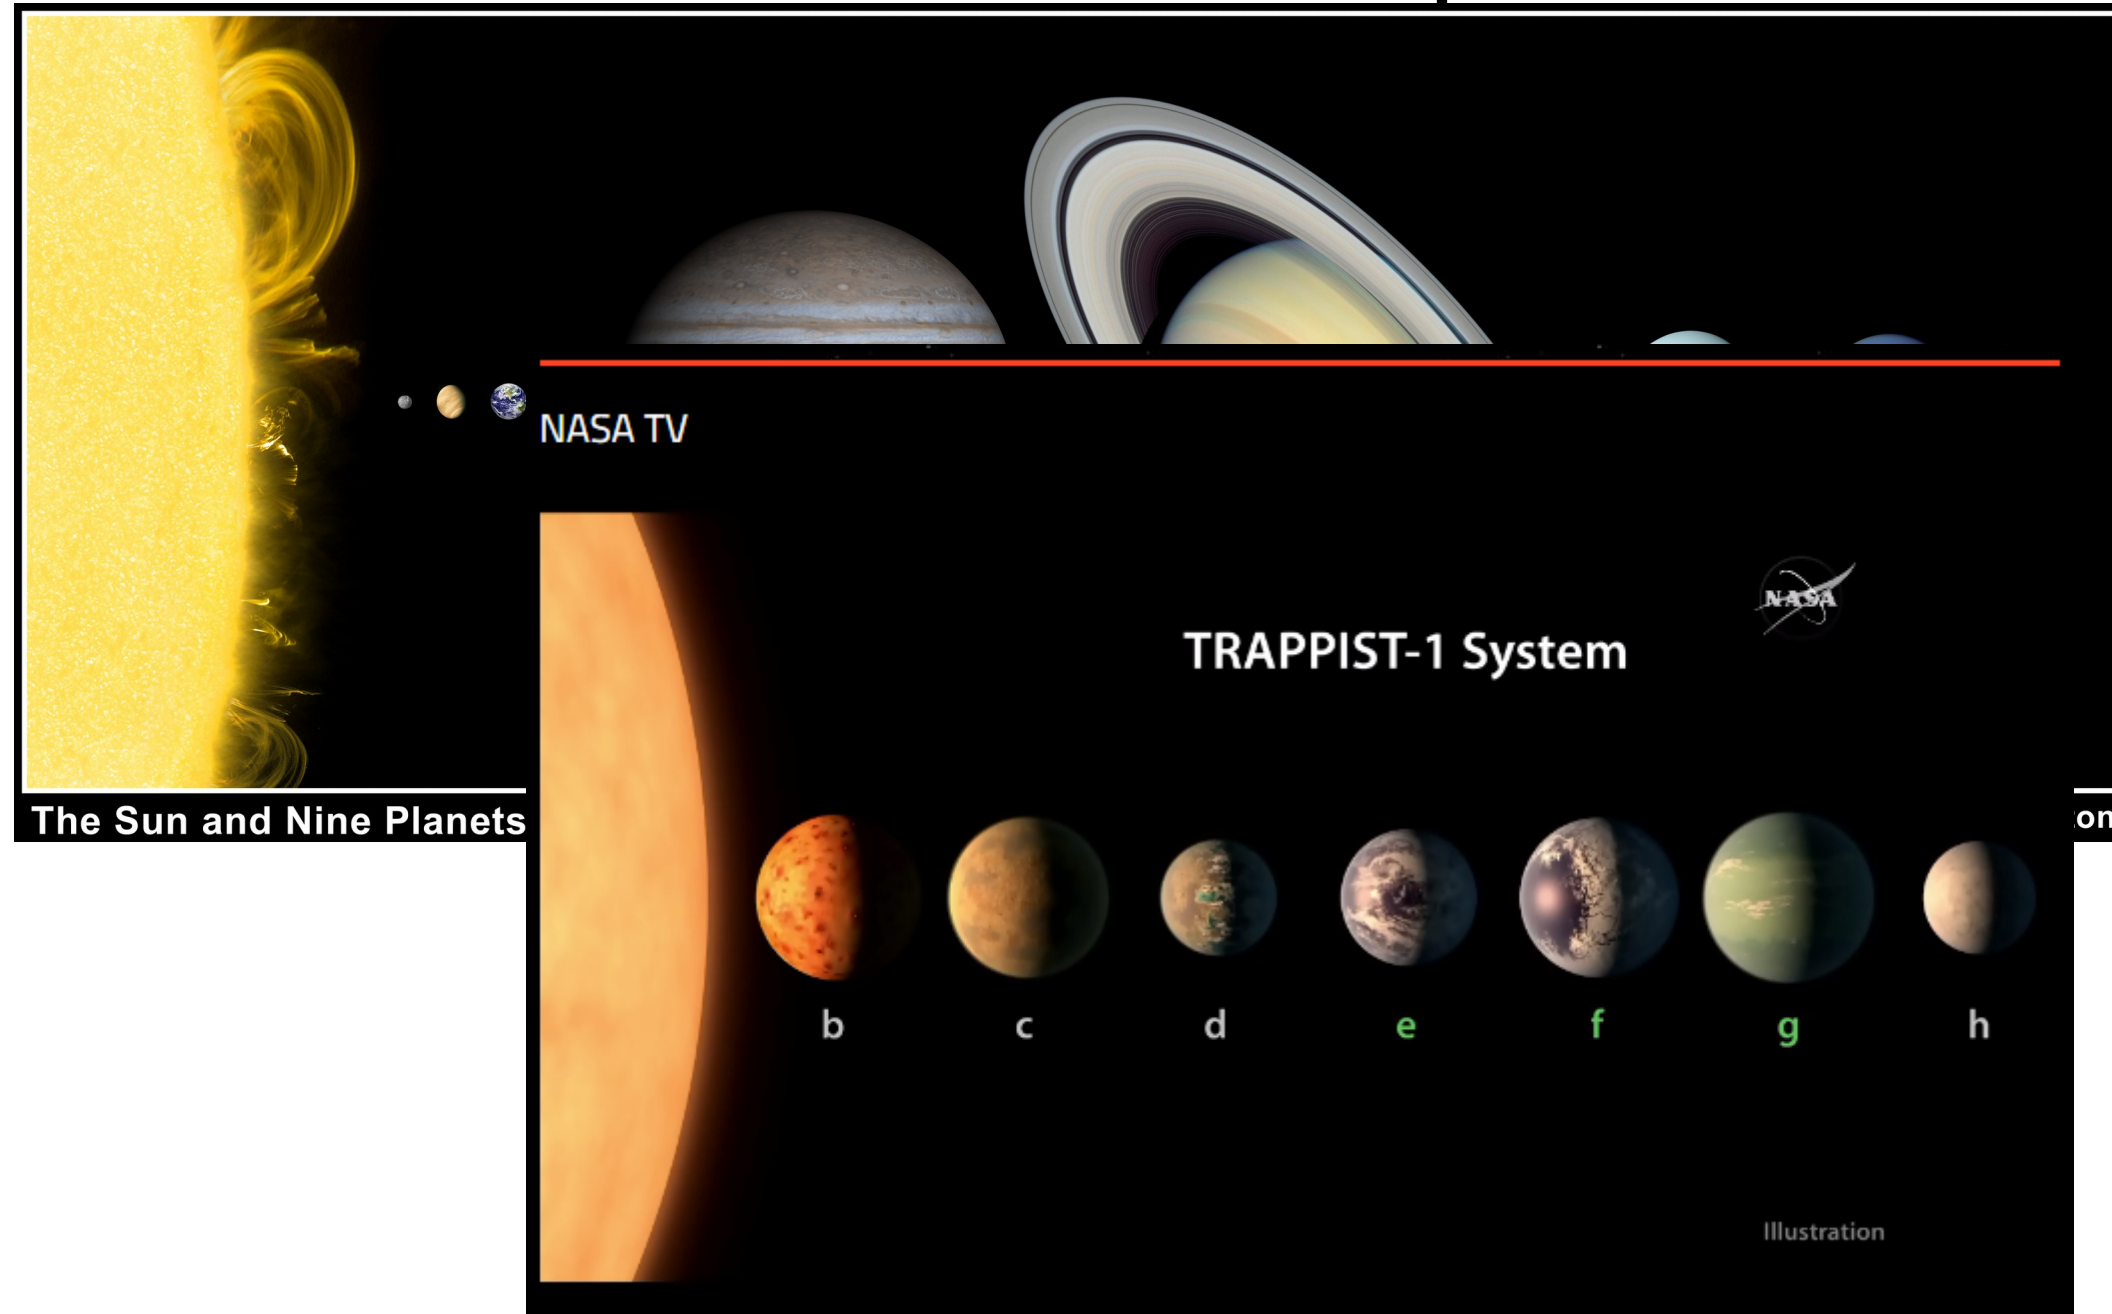 NASA TV
NASA
TRAPPIST-1 System
The Sun and Nine Planets
b c d e f g h
Illustration